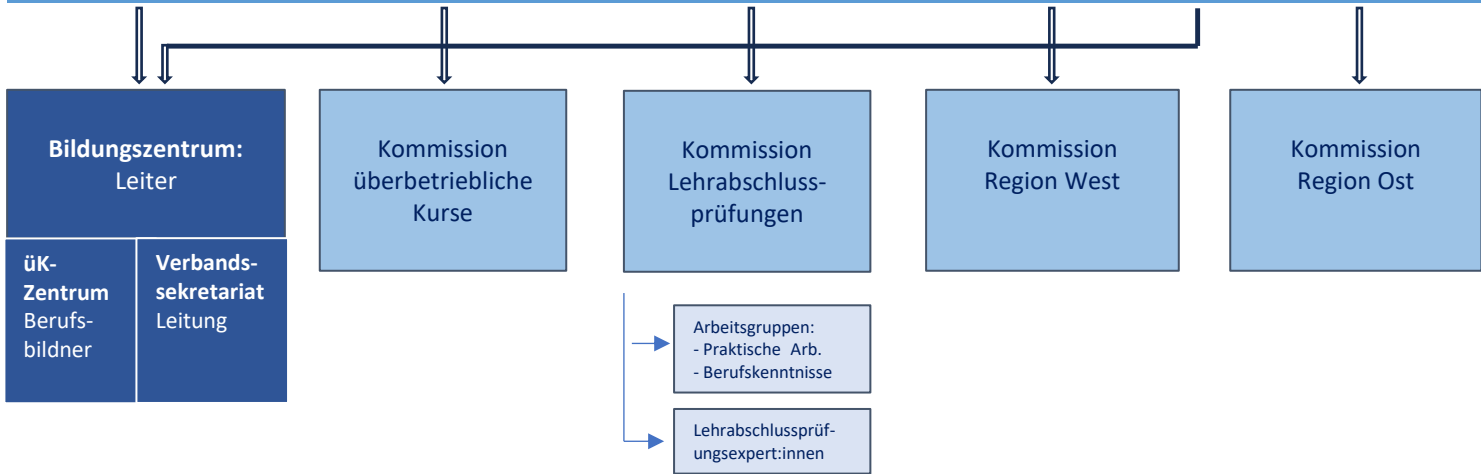 Bildungszentrum:
Leiter
üK-
Zentrum
Berufs-
bildner
Verbands-
sekretariat
Leitung
Kommission
überbetriebliche
Kurse
Kommission
Lehrabschluss-
prüfungen
Arbeitsgruppen:
- Praktische Arb.
- Berufskenntnisse
Lehrabschlussprüf-
ungsexpert:innen
Kommission
Region West
Kommission
Region Ost